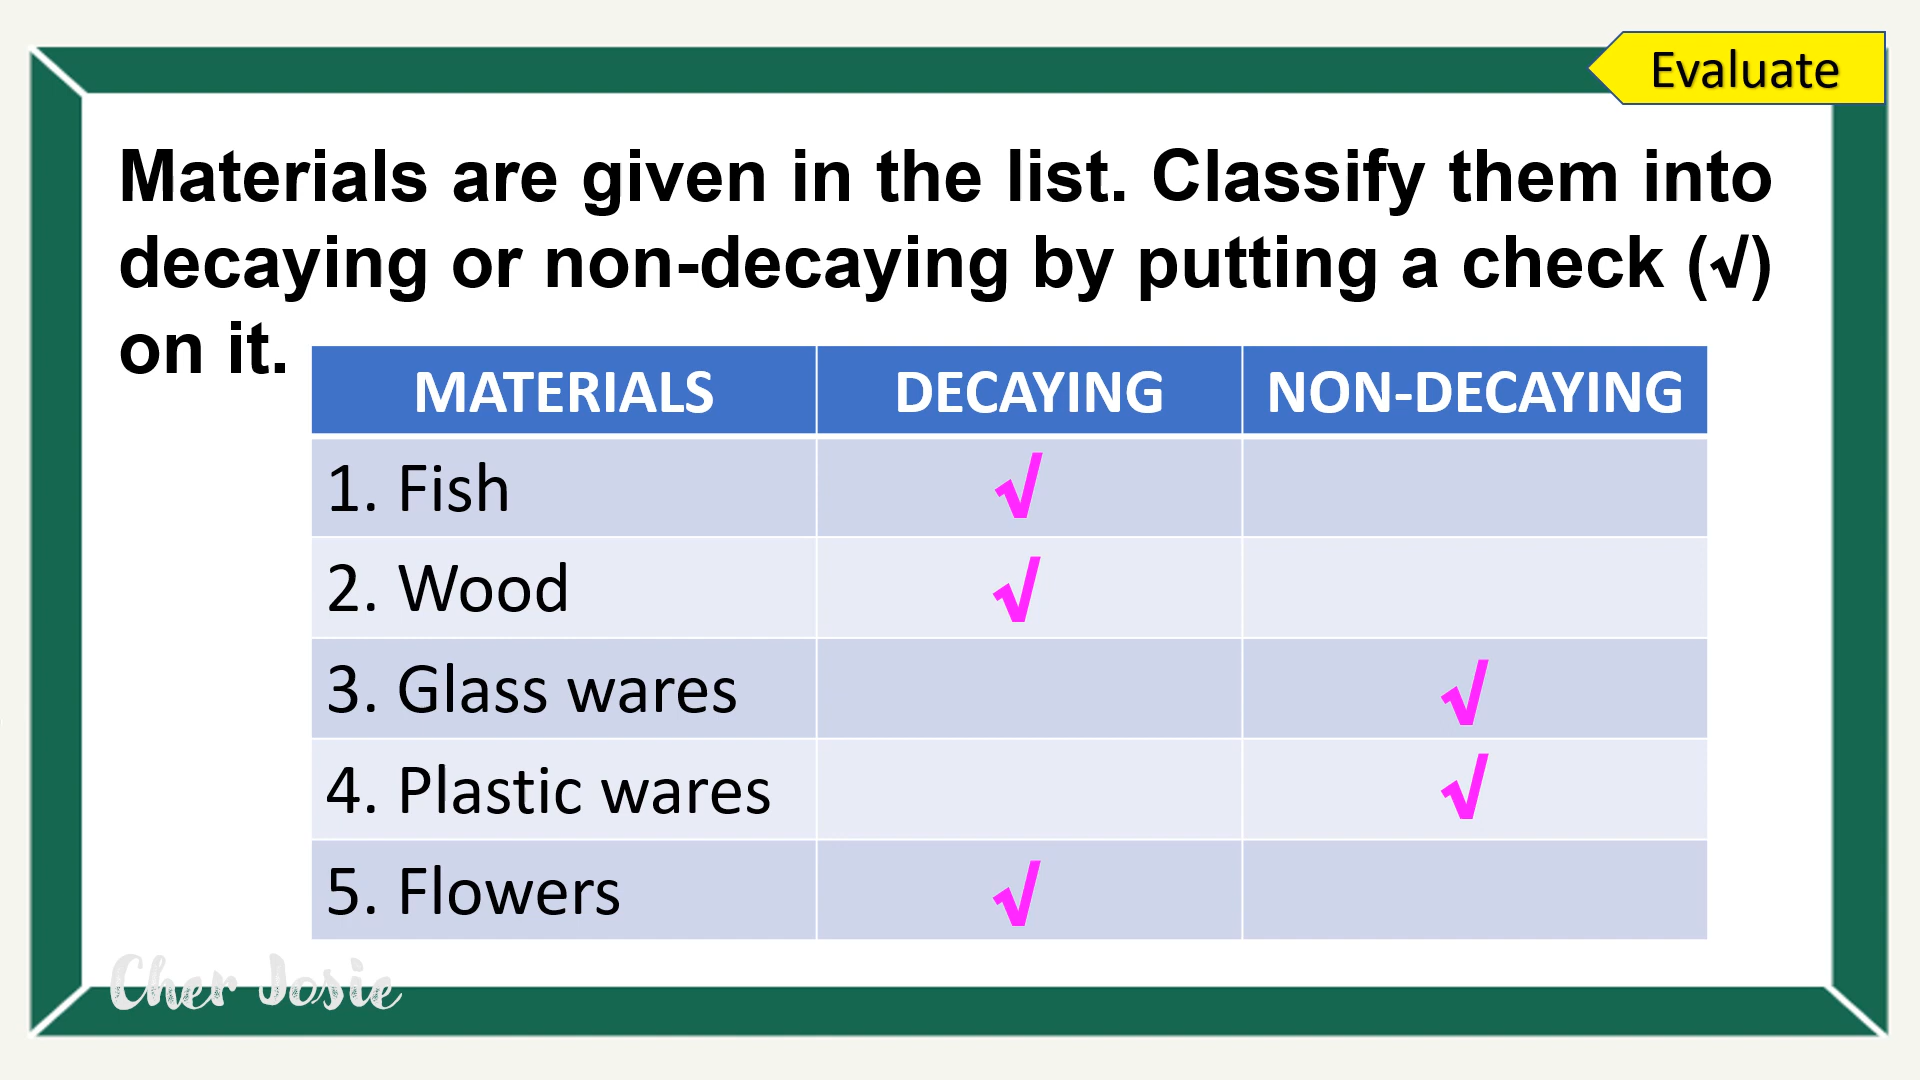 Evaluate
Materials are given in the list. Classify them into
decaying or non-decaying by putting a check (√)
on it.
MATERIALS DECAYING NON-DECAYING
1. Fish √
2. Wood √
3. Glass wares √
4. Plastic wares √
5. Flowers √
Cher Josie